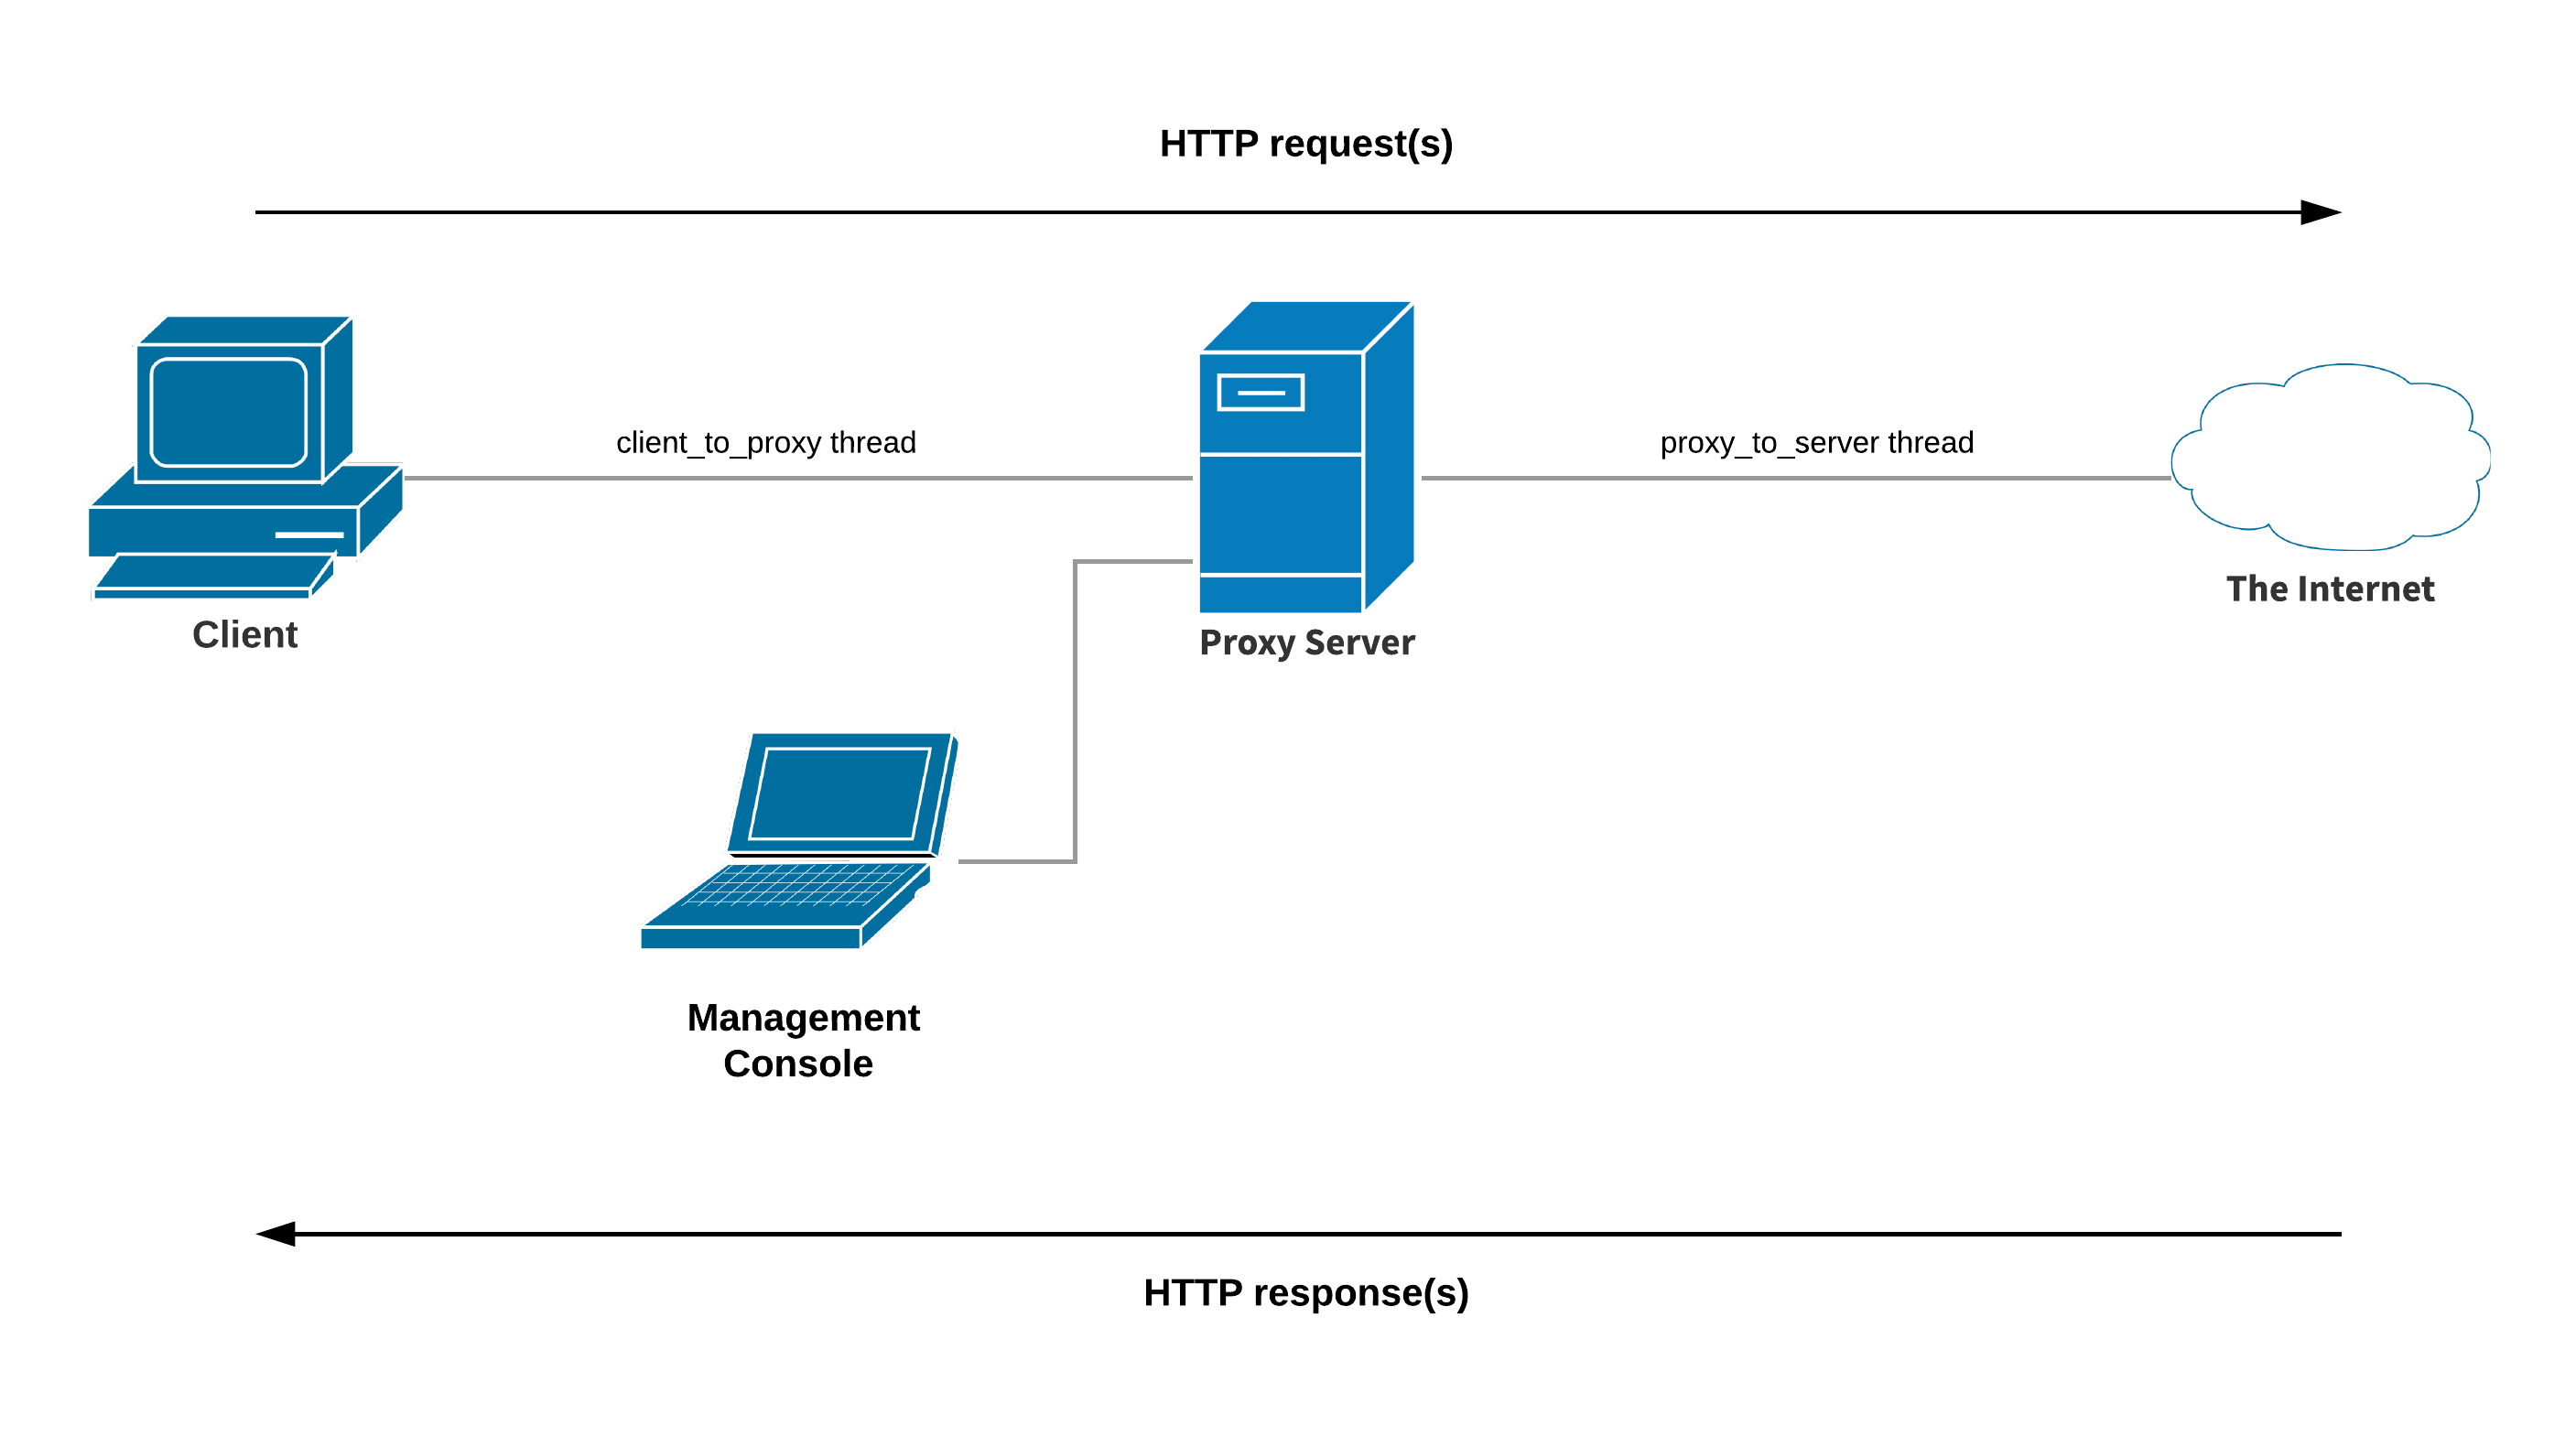 HTTP request(s)
client_to_proxy thread
proxy_to_server thread
The Internet
Client
Proxy Server
Management
Console
HTTP response(s)